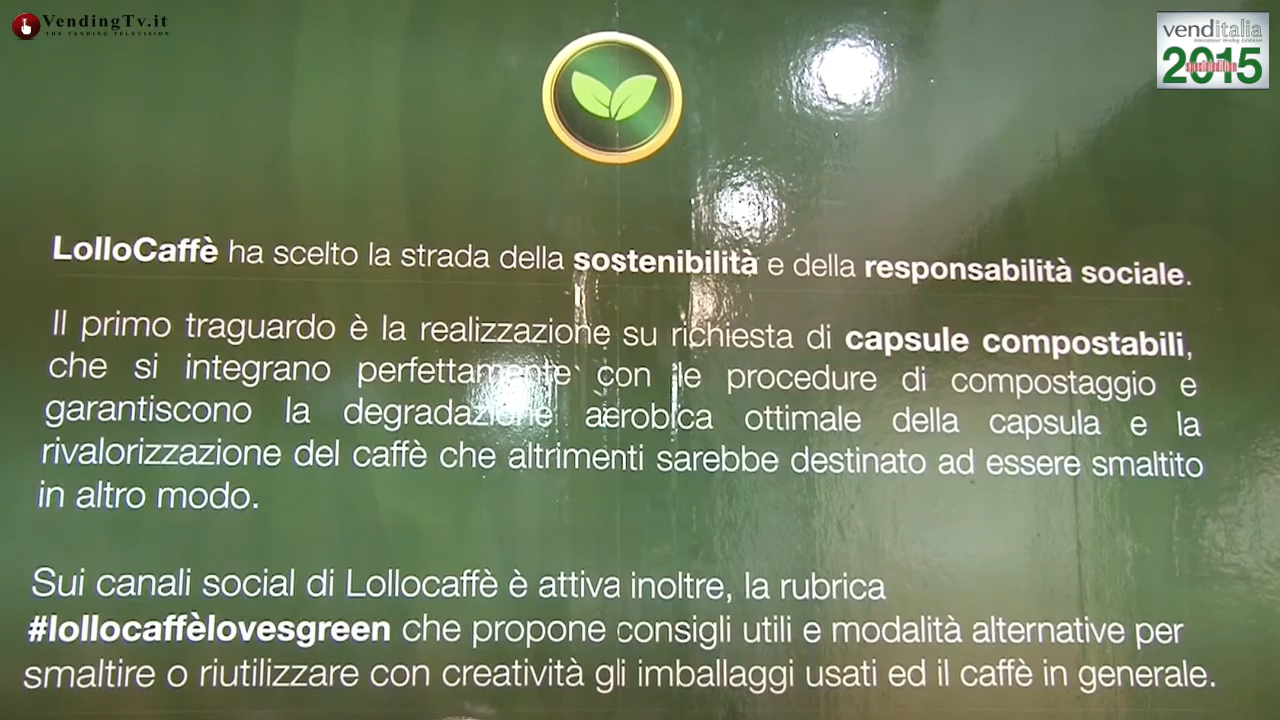 VendingTv.it
THE VENDING TELEVISION
venditalia
International Vending Exhibition
2015
LolloCaffè ha scelto la strada della sostenibilità e della responsabilità sociale.
Il primo traguardo è la realizzazione su richiesta di capsule compostabili,
che si integrano perfettamente con le procedure di compostaggio e
garantiscono la degradazione aerobica ottimale della capsula e la
rivalorizzazione del caffè che altrimenti sarebbe destinato ad essere smaltito
in altro modo.
Sui canali social di Lollocaffè è attiva inoltre, la rubrica
#lollocaffèlovesgreen che propone consigli utili e modalità alternative per
smaltire o riutilizzare con creatività gli imballaggi usati ed il caffè in generale.